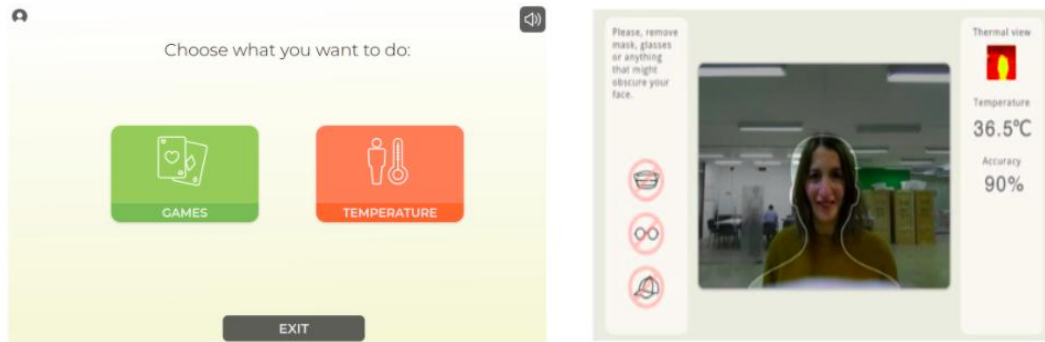 Choose what you want to do:
GAMES
TEMPERATURE
EXIT
Please, remove
mask, glasses
or anything
that might
obscure your
face.
Thermal view
Temperature
36.5ºC
Accuracy
90%